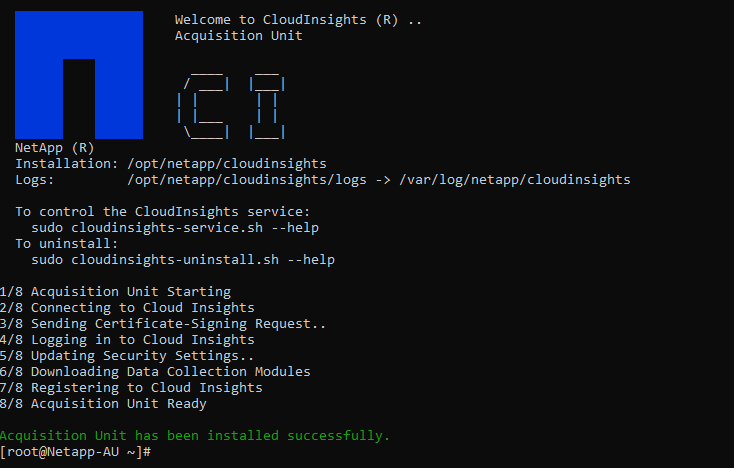 Welcome to CloudInsights (R) ..
Acquisition Unit
CI
NetApp (R)
Installation: /opt/netapp/cloudinsights
Logs:         /opt/netapp/cloudinsights/logs -> /var/log/netapp/cloudinsights
To control the CloudInsights service:
sudo cloudinsights-service.sh --help
To uninstall:
sudo cloudinsights-uninstall.sh --help
1/8 Acquisition Unit Starting
2/8 Connecting to Cloud Insights
3/8 Sending Certificate-Signing Request..
4/8 Logging in to Cloud Insights
5/8 Updating Security Settings..
6/8 Downloading Data Collection Modules
7/8 Registering to Cloud Insights
8/8 Acquisition Unit Ready
Acquisition Unit has been installed successfully.
[root@Netapp-AU ~]#